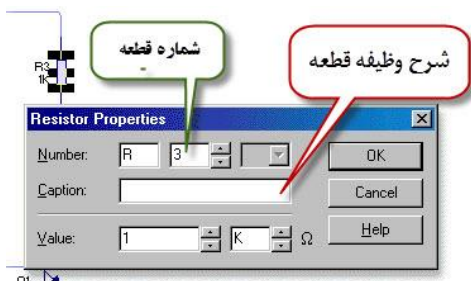 شماره قطعه
شرح وظیفه قطعه
R3
1K
Resistor Properties
Number: R 3
OK
Caption:
Cancel
Value: 1 K Ω
Help